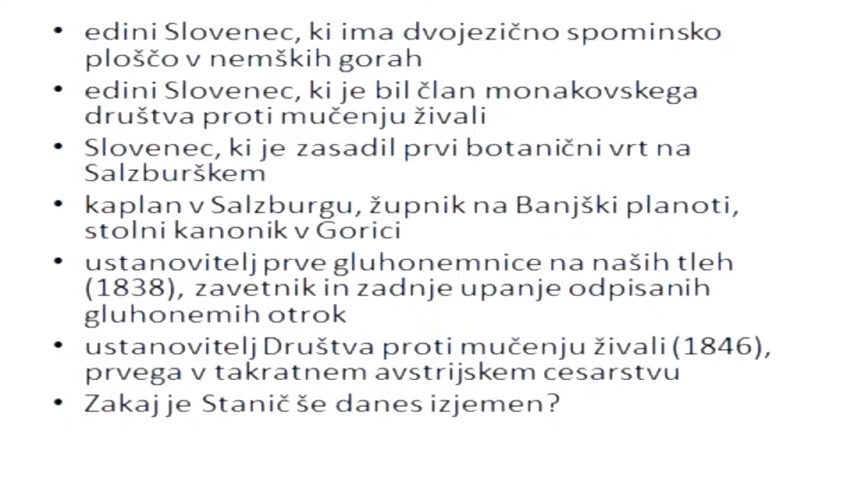 • edini Slovenec, ki ima dvojezično spominsko
ploščo v nemških gorah
• edini Slovenec, ki je bil član monakovskega
društva proti mučenju živali
• Slovenec, ki je zasadil prvi botanični vrt na
Salzburškem
• kaplan v Salzburgu, župnik na Banjški planoti,
stolni kanonik v Gorici
• ustanovitelj prve gluhonemnice na naših tleh
(1838), zavetnik in zadnje upanje odpisanih
gluhonemih otrok
• ustanovitelj Društva proti mučenju živali (1846),
prvega v takratnem avstrijskem cesarstvu
• Zakaj je Stanič še danes izjemen?